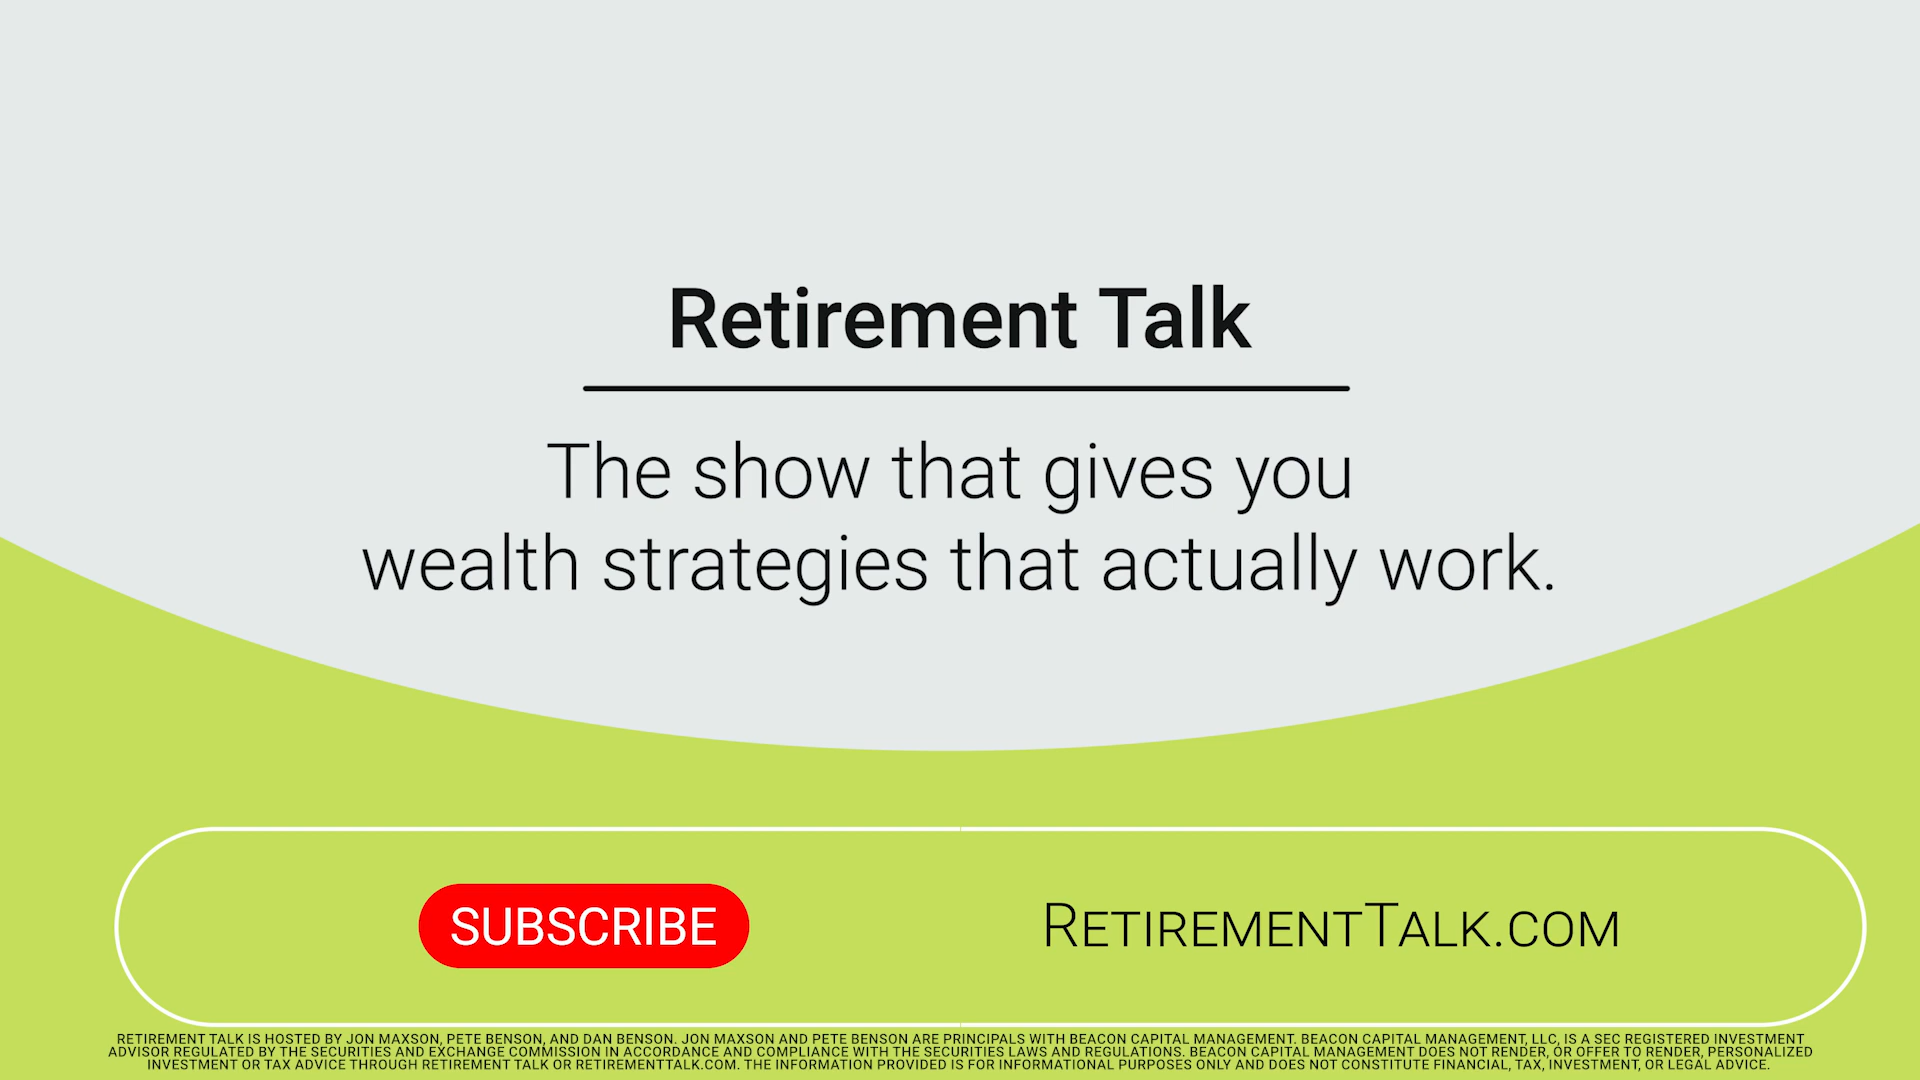 Retirement Talk
The show that gives you
wealth strategies that actually work.
SUBSCRIBE
RETIREMENTTALK.COM
RETIREMENT TALK IS HOSTED BY JON MAXSON, PETE BENSON, AND DAN BENSON. JON MAXSON AND PETE BENSON ARE PRINCIPALS WITH BEACON CAPITAL MANAGEMENT. BEACON CAPITAL MANAGEMENT, LLC, IS A SEC REGISTERED INVESTMENT
ADVISOR REGULATED BY THE SECURITIES AND EXCHANGE COMMISSION IN ACCORDANCE AND COMPLIANCE WITH THE SECURITIES LAWS AND REGULATIONS. BEACON CAPITAL MANAGEMENT DOES NOT RENDER, OR OFFER TO RENDER, PERSONALIZED
INVESTMENT OR TAX ADVICE THROUGH RETIREMENT TALK OR RETIREMENTTALK.COM. THE INFORMATION PROVIDED IS FOR INFORMATIONAL PURPOSES ONLY AND DOES NOT CONSTITUTE FINANCIAL, TAX, INVESTMENT, OR LEGAL ADVICE.